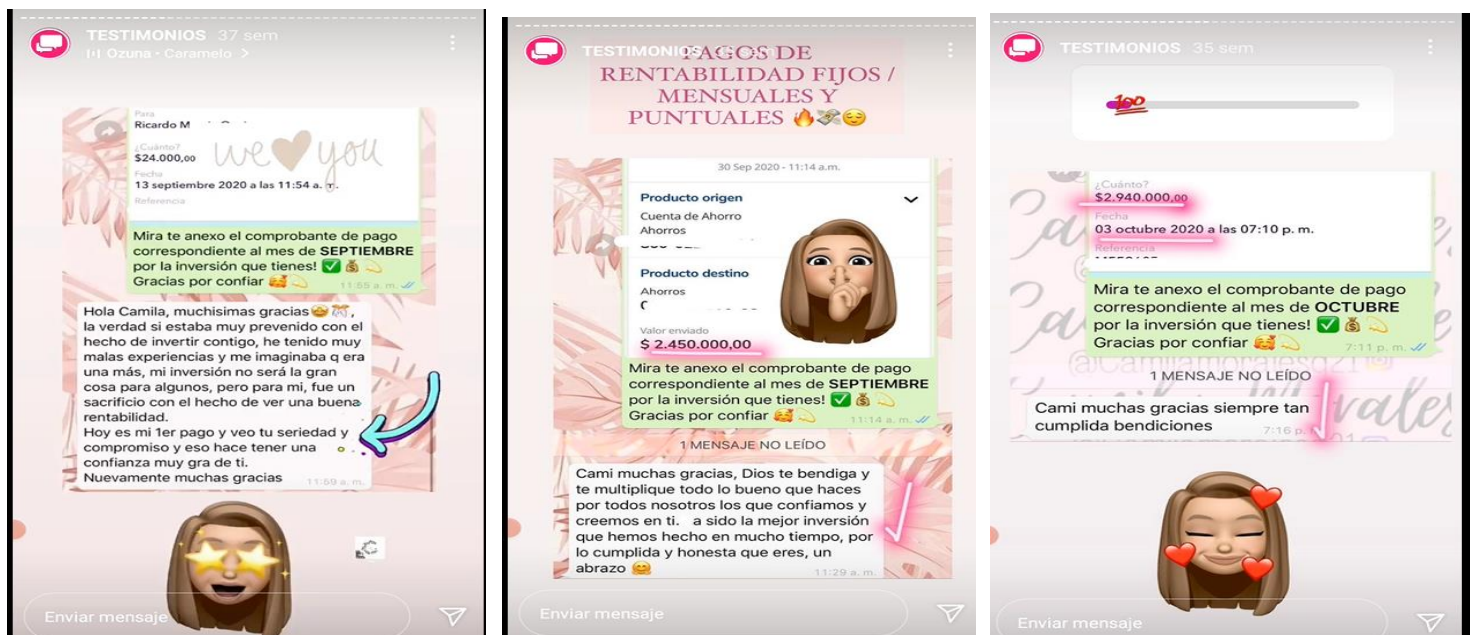 TESTIMONIOS 37 sem
Ozuna - Caramelo >
Para
Ricardo M
¿Cuánto?
$24.000,00
we you
Fecha
13 septiembre 2020 a las 11:54 a. m.
Referencia
Mira te anexo el comprobante de pago
correspondiente al mes de SEPTIEMBRE
por la inversión que tienes! ✅ 💰 💫
Gracias por confiar 🥰 💫
11:55 a. m.
Hola Camila, muchisimas gracias🤩🎊,
la verdad si estaba muy prevenido con el
hecho de invertir contigo, he tenido muy
malas experiencias y me imaginaba q era
una más, mi inversión no será la gran
cosa para algunos, pero para mi, fue un
sacrificio con el hecho de ver una buena
rentabilidad.
Hoy es mi 1er pago y veo tu seriedad y
compromiso y eso hace tener una
confianza muy gra de ti.
Nuevamente muchas gracias
11:59 a. m.
Enviar mensaje
TESTIMONIOS
PAGOS DE
RENTABILIDAD FIJOS /
MENSUALES Y
PUNTUALES 🔥💸😌
30 Sep 2020 - 11:14 a.m.
Producto origen
Cuenta de Ahorro
Ahorros
Producto destino
Ahorros
Valor enviado
$ 2.450.000,00
Mira te anexo el comprobante de pago
correspondiente al mes de SEPTIEMBRE
por la inversión que tienes! ✅ 💰 💫
Gracias por confiar 🥰 💫
11:14 a. m.
1 MENSAJE NO LEÍDO
Cami muchas gracias, Dios te bendiga y
te multiplique todo lo bueno que haces
por todos nosotros los que confiamos y
creemos en ti. a sido la mejor inversión
que hemos hecho en mucho tiempo, por
lo cumplida y honesta que eres, un
abrazo 🤗
11:29 a. m.
Enviar mensaje
TESTIMONIOS 35 sem
💯
¿Cuánto?
$2.940.000,00
Fecha
03 octubre 2020 a las 07:10 p. m.
Referencia
Mira te anexo el comprobante de pago
correspondiente al mes de OCTUBRE
por la inversión que tienes! ✅ 💰 💫
Gracias por confiar 🥰 💫
7:11 p. m.
1 MENSAJE NO LEÍDO
Cami muchas gracias siempre tan
cumplida bendiciones
7:16 p.
Enviar mensaje